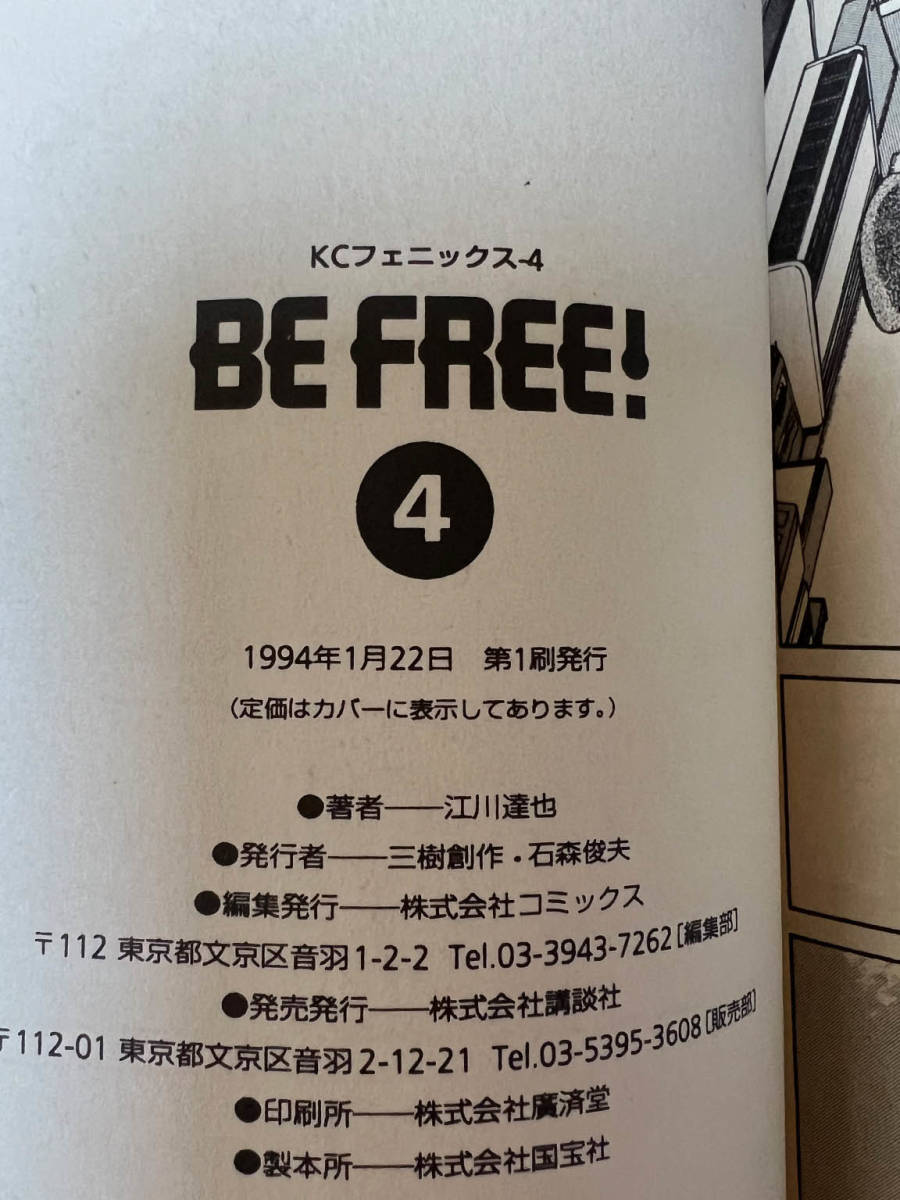 KCフェニックス-4
BE FREE!
4
1994年1月22日　第1刷発行
（定価はカバーに表示してあります。）
●著者――江川達也
●発行者――三樹創作・石森俊夫
●編集発行――株式会社コミックス
〒112 東京都文京区音羽1-2-2 Tel.03-3943-7262［編集部］
●発売発行――株式会社講談社
〒112-01 東京都文京区音羽2-12-21 Tel.03-5395-3608［販売部］
●印刷所――株式会社廣済堂
●製本所――株式会社国宝社